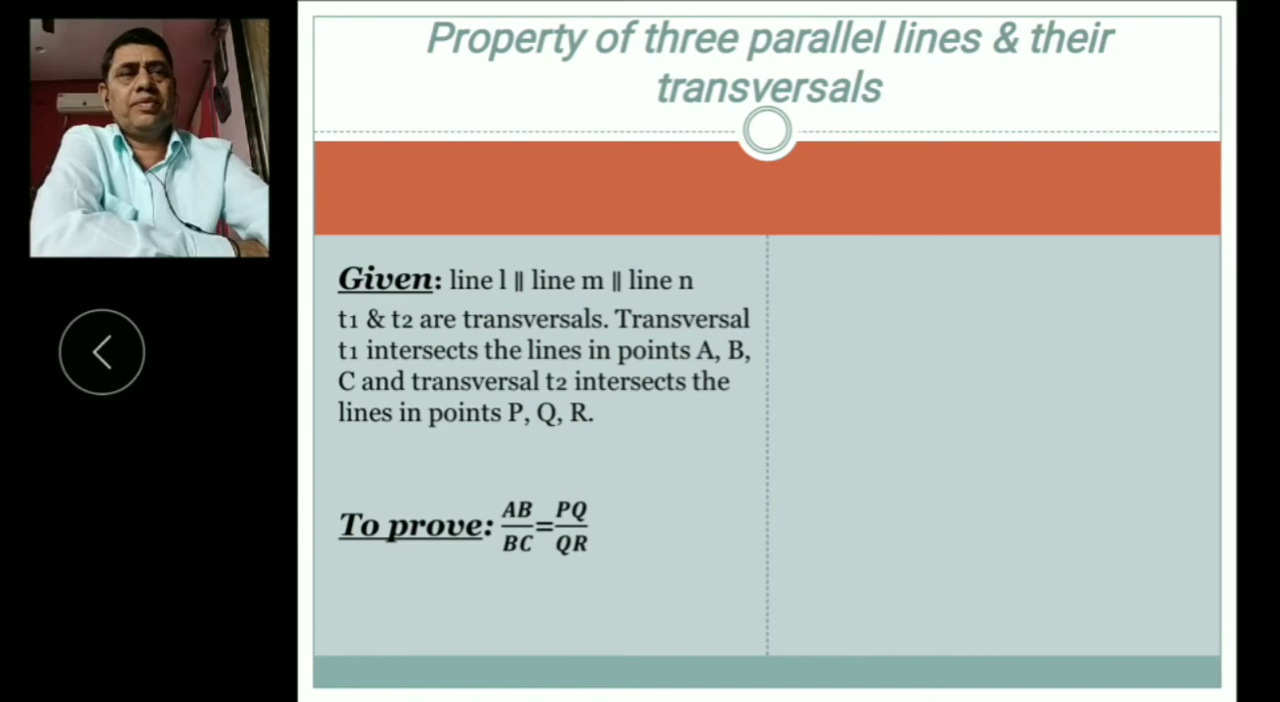 Property of three parallel lines & their
transversals
Given: line l ∥ line m ∥ line n
t1 & t2 are transversals. Transversal
t1 intersects the lines in points A, B,
C and transversal t2 intersects the
lines in points P, Q, R.
To prove: AB/BC=PQ/QR